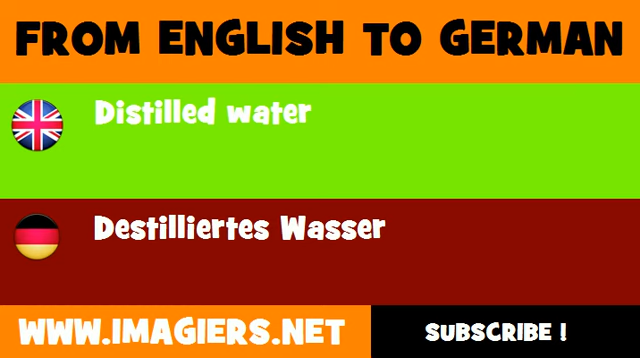 FROM ENGLISH TO GERMAN
Distilled water
Destilliertes Wasser
WWW.IMAGIERS.NET
SUBSCRIBE !